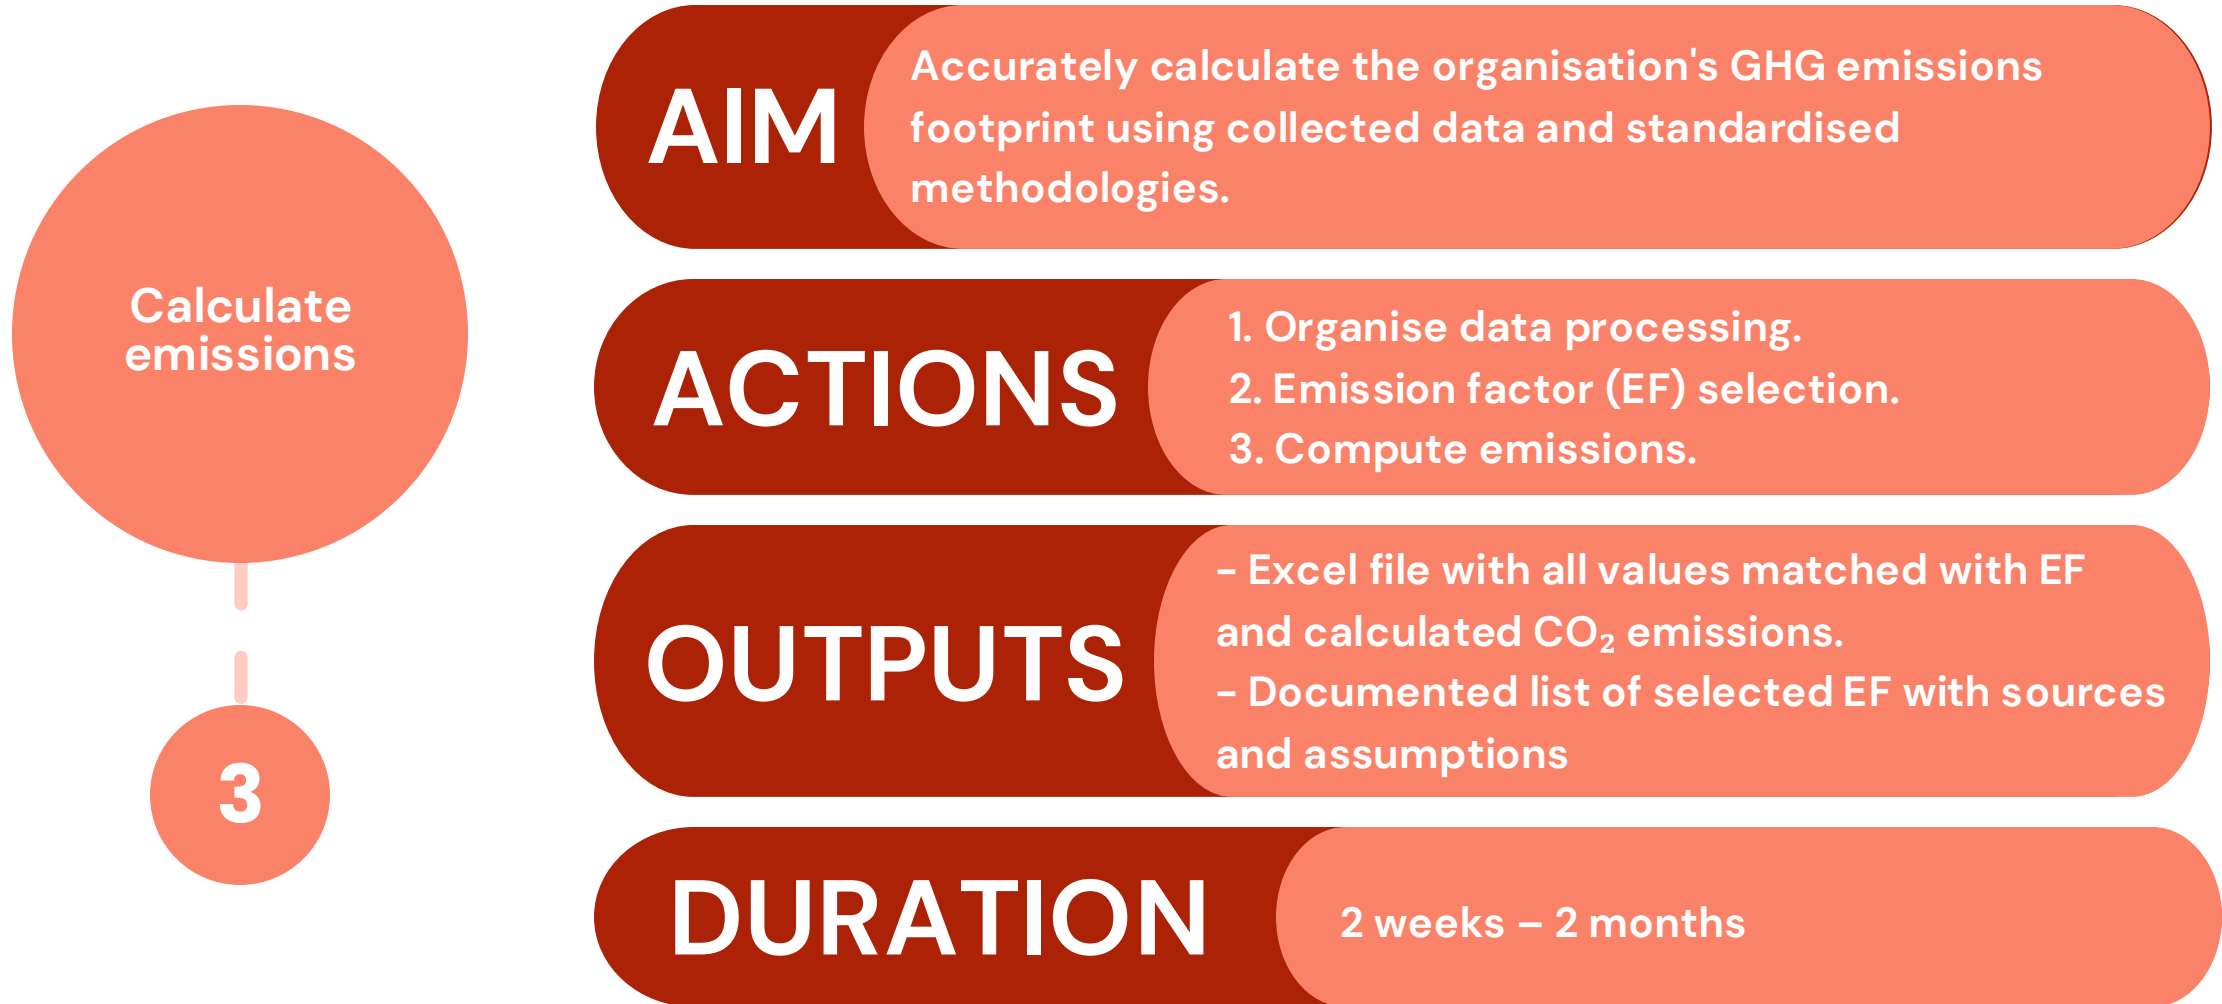 Calculate
emissions
3
AIM
Accurately calculate the organisation's GHG emissions
footprint using collected data and standardised
methodologies.
ACTIONS
1. Organise data processing.
2. Emission factor (EF) selection.
3. Compute emissions.
OUTPUTS
- Excel file with all values matched with EF
and calculated CO₂ emissions.
- Documented list of selected EF with sources
and assumptions
DURATION
2 weeks – 2 months